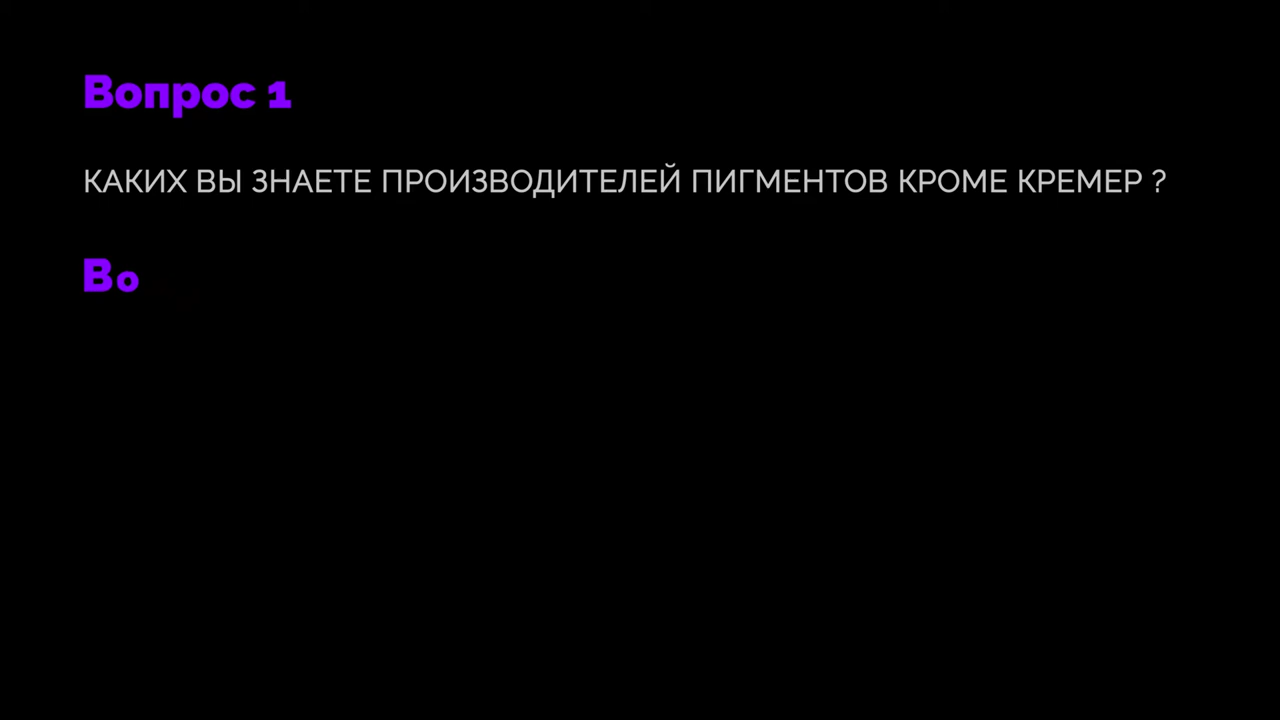 Вопрос 1
КАКИХ ВЫ ЗНАЕТЕ ПРОИЗВОДИТЕЛЕЙ ПИГМЕНТОВ КРОМЕ КРЕМЕР ?
Во